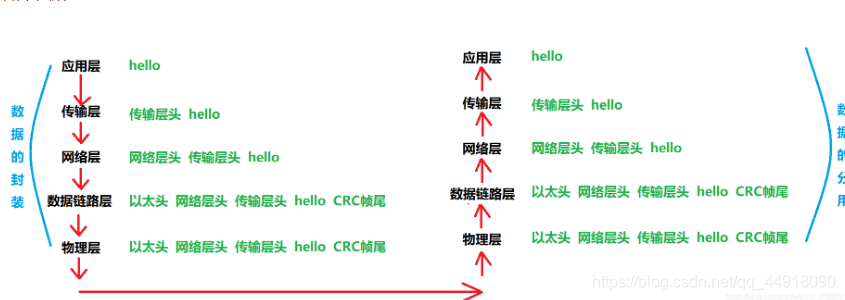 应用层 hello
传输层 传输层头 hello
网络层 网络层头 传输层头 hello
数据链路层 以太头 网络层头 传输层头 hello CRC帧尾
物理层 以太头 网络层头 传输层头 hello CRC帧尾
数据的封装
应用层 hello
传输层 传输层头 hello
网络层 网络层头 传输层头 hello
数据链路层 以太头 网络层头 传输层头 hello CRC帧尾
物理层 以太头 网络层头 传输层头 hello CRC帧尾
数据的分用
https://blog.csdn.net/qq_44918090